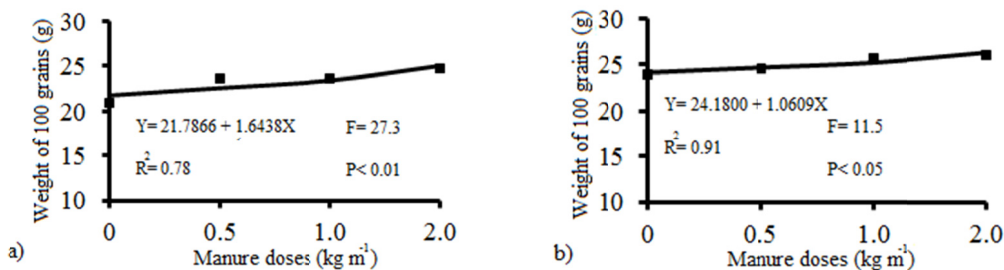 30
25
20
15
10
Weight of 100 grains (g)
Y= 21.7866 + 1.6438X
F= 27.3
R²= 0.78
P< 0.01
0
0.5
1.0
2.0
Manure doses (kg m⁻¹)
a)
30
25
20
15
10
Weight of 100 grains (g)
Y= 24.1800 + 1.0609X
F= 11.5
R²= 0.91
P< 0.05
0
0.5
1.0
2.0
Manure doses (kg m⁻¹)
b)